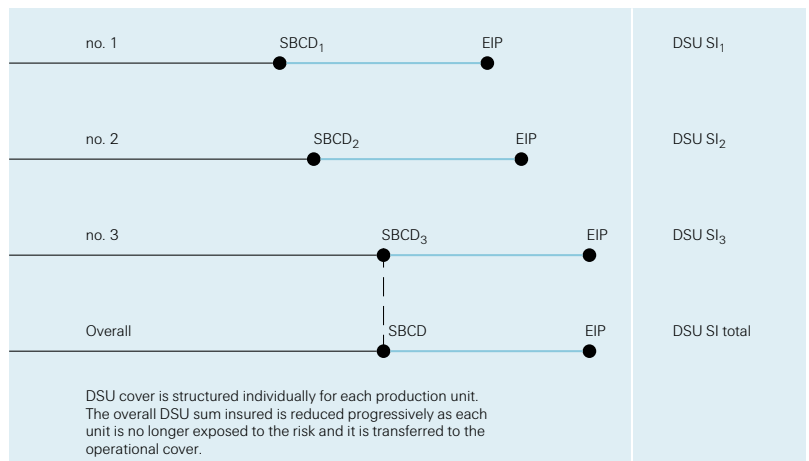 no. 1 SBCD₁ EIP DSU SI₁
no. 2 SBCD₂ EIP DSU SI₂
no. 3 SBCD₃ EIP DSU SI₃
Overall SBCD EIP DSU SI total
DSU cover is structured individually for each production unit.
The overall DSU sum insured is reduced progressively as each
unit is no longer exposed to the risk and it is transferred to the
operational cover.